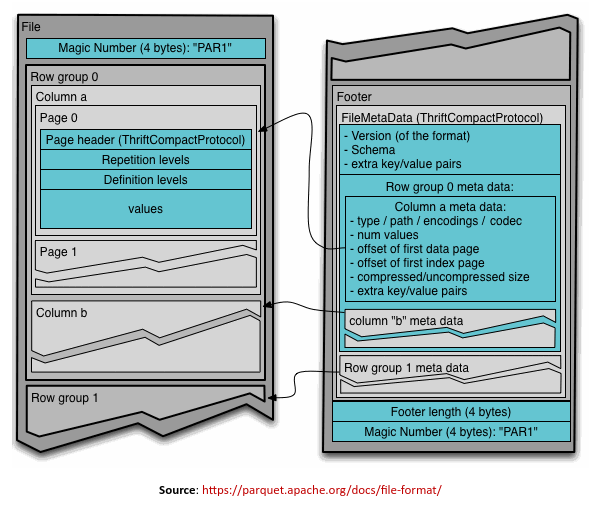 File
Magic Number (4 bytes): "PAR1"
Row group 0
Column a
Page 0
Page header (ThriftCompactProtocol)
Repetition levels
Definition levels
values
Page 1
Column b
Row group 1
Footer
FileMetaData (ThriftCompactProtocol)
- Version (of the format)
- Schema
- extra key/value pairs
Row group 0 meta data:
Column a meta data:
- type / path / encodings / codec
- num values
- offset of first data page
- offset of first index page
- compressed/uncompressed size
- extra key/value pairs
column "b" meta data
Row group 1 meta data
Footer length (4 bytes)
Magic Number (4 bytes): "PAR1"
Source: https://parquet.apache.org/docs/file-format/